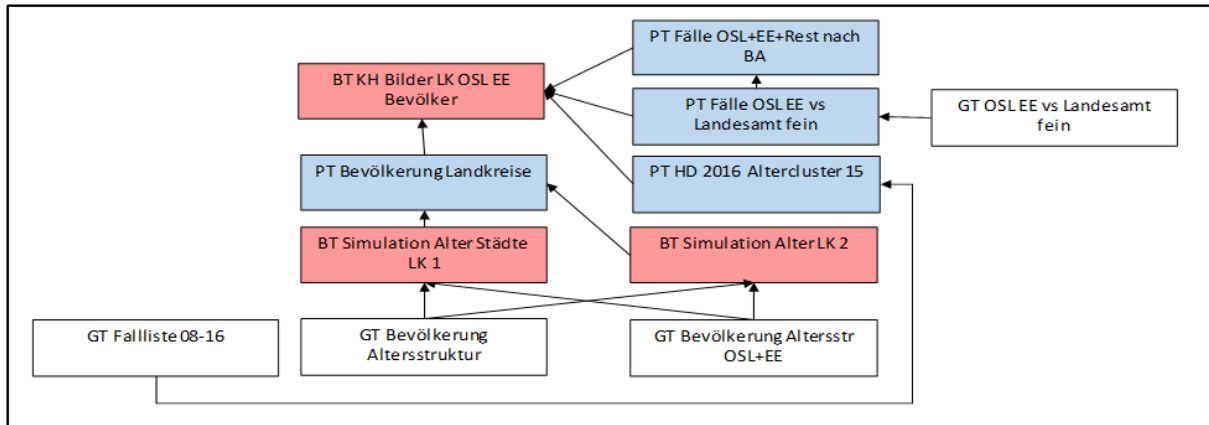 PT Fälle OSL+EE+Rest nach
BA
BT KH Bilder LK OSL EE
Bevölker
PT Fälle OSL EE vs
Landesamt fein
GT OSL EE vs Landesamt
fein
PT Bevölkerung Landkreise
PT HD 2016 Altercluster 15
BT Simulation Alter Städte
LK 1
BT Simulation Alter LK 2
GT Fallliste 08-16
GT Bevölkerung
Altersstruktur
GT Bevölkerung Altersstr
OSL+EE